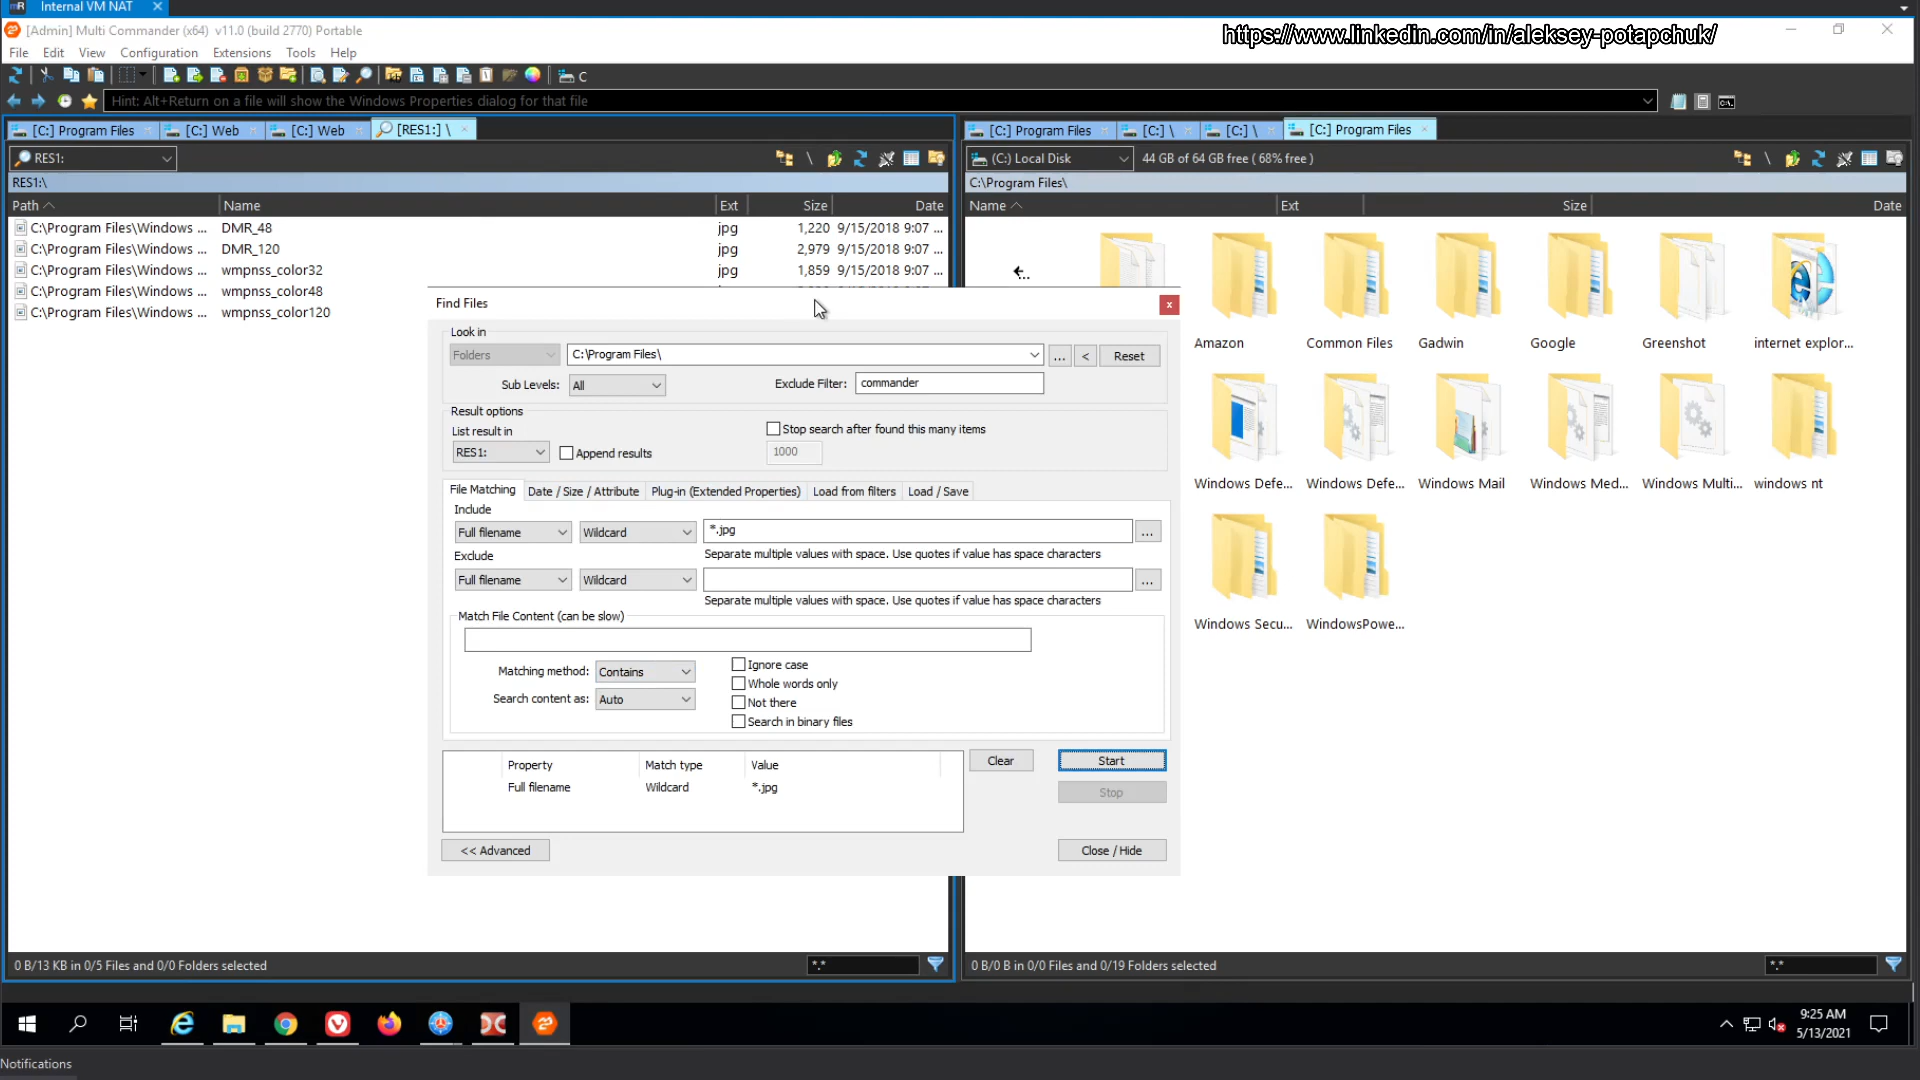 Internal VM NAT
[Admin] Multi Commander (x64) v11.0 (build 2770) Portable
https://www.linkedin.com/in/aleksey-potapchuk/
File Edit View Configuration Extensions Tools Help
C
Hint: Alt+Return on a file will show the Windows Properties dialog for that file
[C:] Program Files [C:] Web [C:] Web [RES1:] \
[C:] Program Files [C:] \ [C:] \ [C:] Program Files
RES1: \
(C:) Local Disk 44 GB of 64 GB free ( 68% free ) \
RES1:\
C:\Program Files\
Path Name Ext Size Date
Name Ext Size Date
C:\Program Files\Windows ... DMR_48 jpg 1,220 9/15/2018 9:07 ...
C:\Program Files\Windows ... DMR_120 jpg 2,979 9/15/2018 9:07 ...
C:\Program Files\Windows ... wmpnss_color32 jpg 1,859 9/15/2018 9:07 ...
C:\Program Files\Windows ... wmpnss_color48
C:\Program Files\Windows ... wmpnss_color120
Find Files
Look in
Folders C:\Program Files\ ... < Reset
Sub Levels: All Exclude Filter: commander
Result options
List result in
RES1: Append results
Stop search after found this many items
1000
File Matching Date / Size / Attribute Plug-in (Extended Properties) Load from filters Load / Save
Include
Full filename Wildcard *.jpg ...
Separate multiple values with space. Use quotes if value has space characters
Exclude
Full filename Wildcard ...
Separate multiple values with space. Use quotes if value has space characters
Match File Content (can be slow)
Matching method: Contains
Search content as: Auto
Ignore case
Whole words only
Not there
Search in binary files
Property Match type Value
Full filename Wildcard *.jpg
Clear Start
Stop
<< Advanced Close / Hide
..
Amazon Common Files Gadwin Google Greenshot internet explor...
Windows Defe... Windows Defe... Windows Mail Windows Med... Windows Multi... windows nt
Windows Secu... WindowsPowe...
0 B/13 KB in 0/5 Files and 0/0 Folders selected *.*
0 B/0 B in 0/0 Files and 0/19 Folders selected *.*
9:25 AM
5/13/2021
Notifications